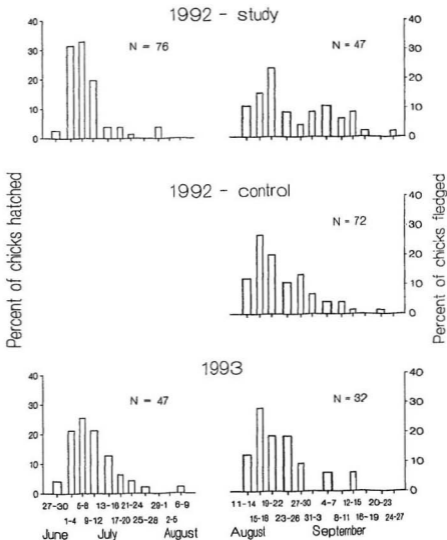 1992 - study
N = 76
N = 47
40
30
20
10
0
40
30
20
10
0
1992 - control
N = 72
40
30
20
10
0
Percent of chicks hatched
Percent of chicks fledged
1993
N = 47
N = 32
40
30
20
10
0
40
30
20
10
0
27-30 5-8 13-16 21-24 29-1 6-9
1-4 9-12 17-20 25-28 2-5
June July August
11-14 19-22 27-30 4-7 12-15 20-23
15-18 23-26 31-3 8-11 16-19 24-27
August September